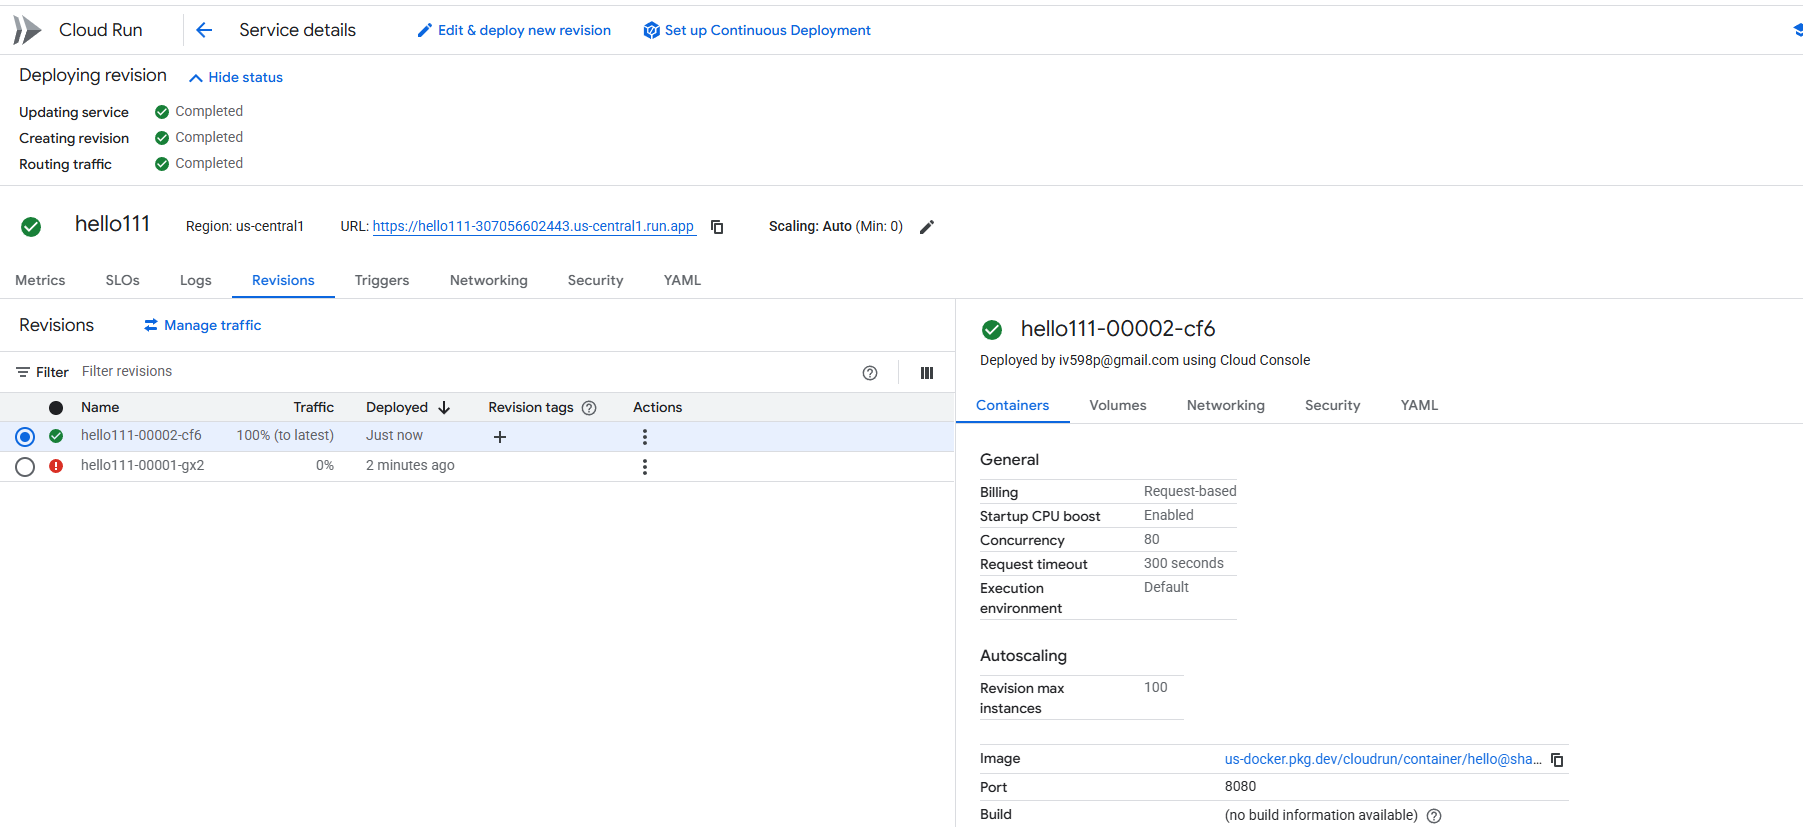 Cloud Run
Service details
Edit & deploy new revision
Set up Continuous Deployment
Deploying revision
Hide status
Updating service Completed
Creating revision Completed
Routing traffic Completed
hello111
Region: us-central1
URL: https://hello111-307056602443.us-central1.run.app
Scaling: Auto (Min: 0)
Metrics SLOs Logs Revisions Triggers Networking Security YAML
Revisions
Manage traffic
Filter Filter revisions
Name Traffic Deployed Revision tags Actions
hello111-00002-cf6 100% (to latest) Just now
hello111-00001-gx2 0% 2 minutes ago
hello111-00002-cf6
Deployed by iv598p@gmail.com using Cloud Console
Containers Volumes Networking Security YAML
General
Billing Request-based
Startup CPU boost Enabled
Concurrency 80
Request timeout 300 seconds
Execution Default
environment
Autoscaling
Revision max 100
instances
Image us-docker.pkg.dev/cloudrun/container/hello@sha...
Port 8080
Build (no build information available)